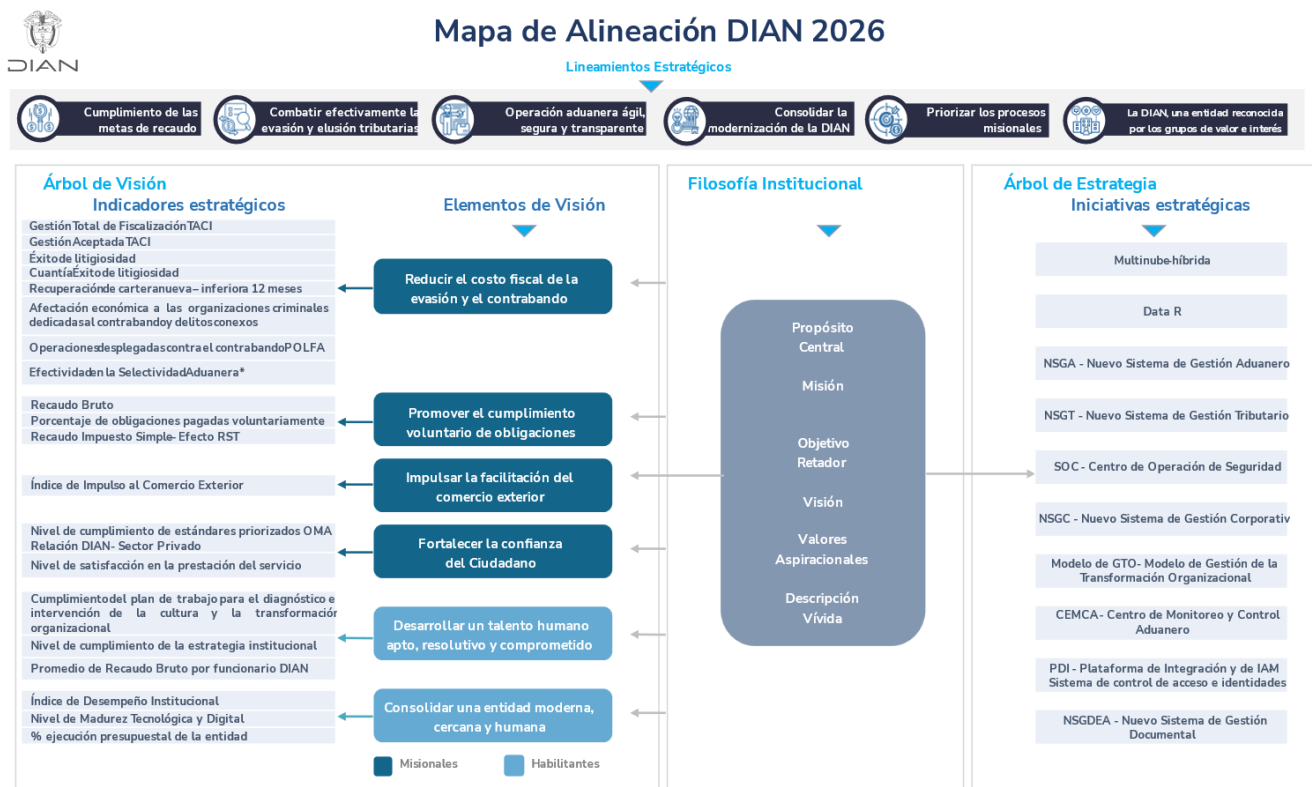 DIAN
Mapa de Alineación DIAN 2026
Lineamientos Estratégicos
Cumplimiento de las
metas de recaudo
Combatir efectivamente la
evasión y elusión tributarias
Operación aduanera ágil,
segura y transparente
Consolidar la
modernización de la DIAN
Priorizar los procesos
misionales
La DIAN, una entidad reconocida
por los grupos de valor e interés
Árbol de Visión
Indicadores estratégicos
Gestión Total de Fiscalización TACI
Gestión Aceptada TACI
Éxito de litigiosidad
Cuantía Éxito de litigiosidad
Recuperación de cartera nueva – inferior a 12 meses
Afectación económica a las organizaciones criminales
dedicadas al contrabando y delitos conexos
Operaciones desplegadas contra el contrabando POLFA
Efectividad en la Selectividad Aduanera*
Recaudo Bruto
Porcentaje de obligaciones pagadas voluntariamente
Recaudo Impuesto Simple- Efecto RST
Índice de Impulso al Comercio Exterior
Nivel de cumplimiento de estándares priorizados OMA
Relación DIAN- Sector Privado
Nivel de satisfacción en la prestación del servicio
Cumplimiento del plan de trabajo para el diagnóstico e
intervención de la cultura y la transformación
organizacional
Nivel de cumplimiento de la estrategia institucional
Promedio de Recaudo Bruto por funcionario DIAN
Índice de Desempeño Institucional
Nivel de Madurez Tecnológica y Digital
% ejecución presupuestal de la entidad
Elementos de Visión
Reducir el costo fiscal de la
evasión y el contrabando
Promover el cumplimiento
voluntario de obligaciones
Impulsar la facilitación del
comercio exterior
Fortalecer la confianza
del Ciudadano
Desarrollar un talento humano
apto, resolutivo y comprometido
Consolidar una entidad moderna,
cercana y humana
Misionales
Habilitantes
Filosofía Institucional
Propósito
Central
Misión
Objetivo
Retador
Visión
Valores
Aspiracionales
Descripción
Vívida
Árbol de Estrategia
Iniciativas estratégicas
Multinube-híbrida
Data R
NSGA - Nuevo Sistema de Gestión Aduanero
NSGT - Nuevo Sistema de Gestión Tributario
SOC - Centro de Operación de Seguridad
NSGC - Nuevo Sistema de Gestión Corporativ
Modelo de GTO- Modelo de Gestión de la
Transformación Organizacional
CEMCA- Centro de Monitoreo y Control
Aduanero
PDI - Plataforma de Integración y de IAM-
Sistema de control de acceso e identidades
NSGDEA - Nuevo Sistema de Gestión
Documental